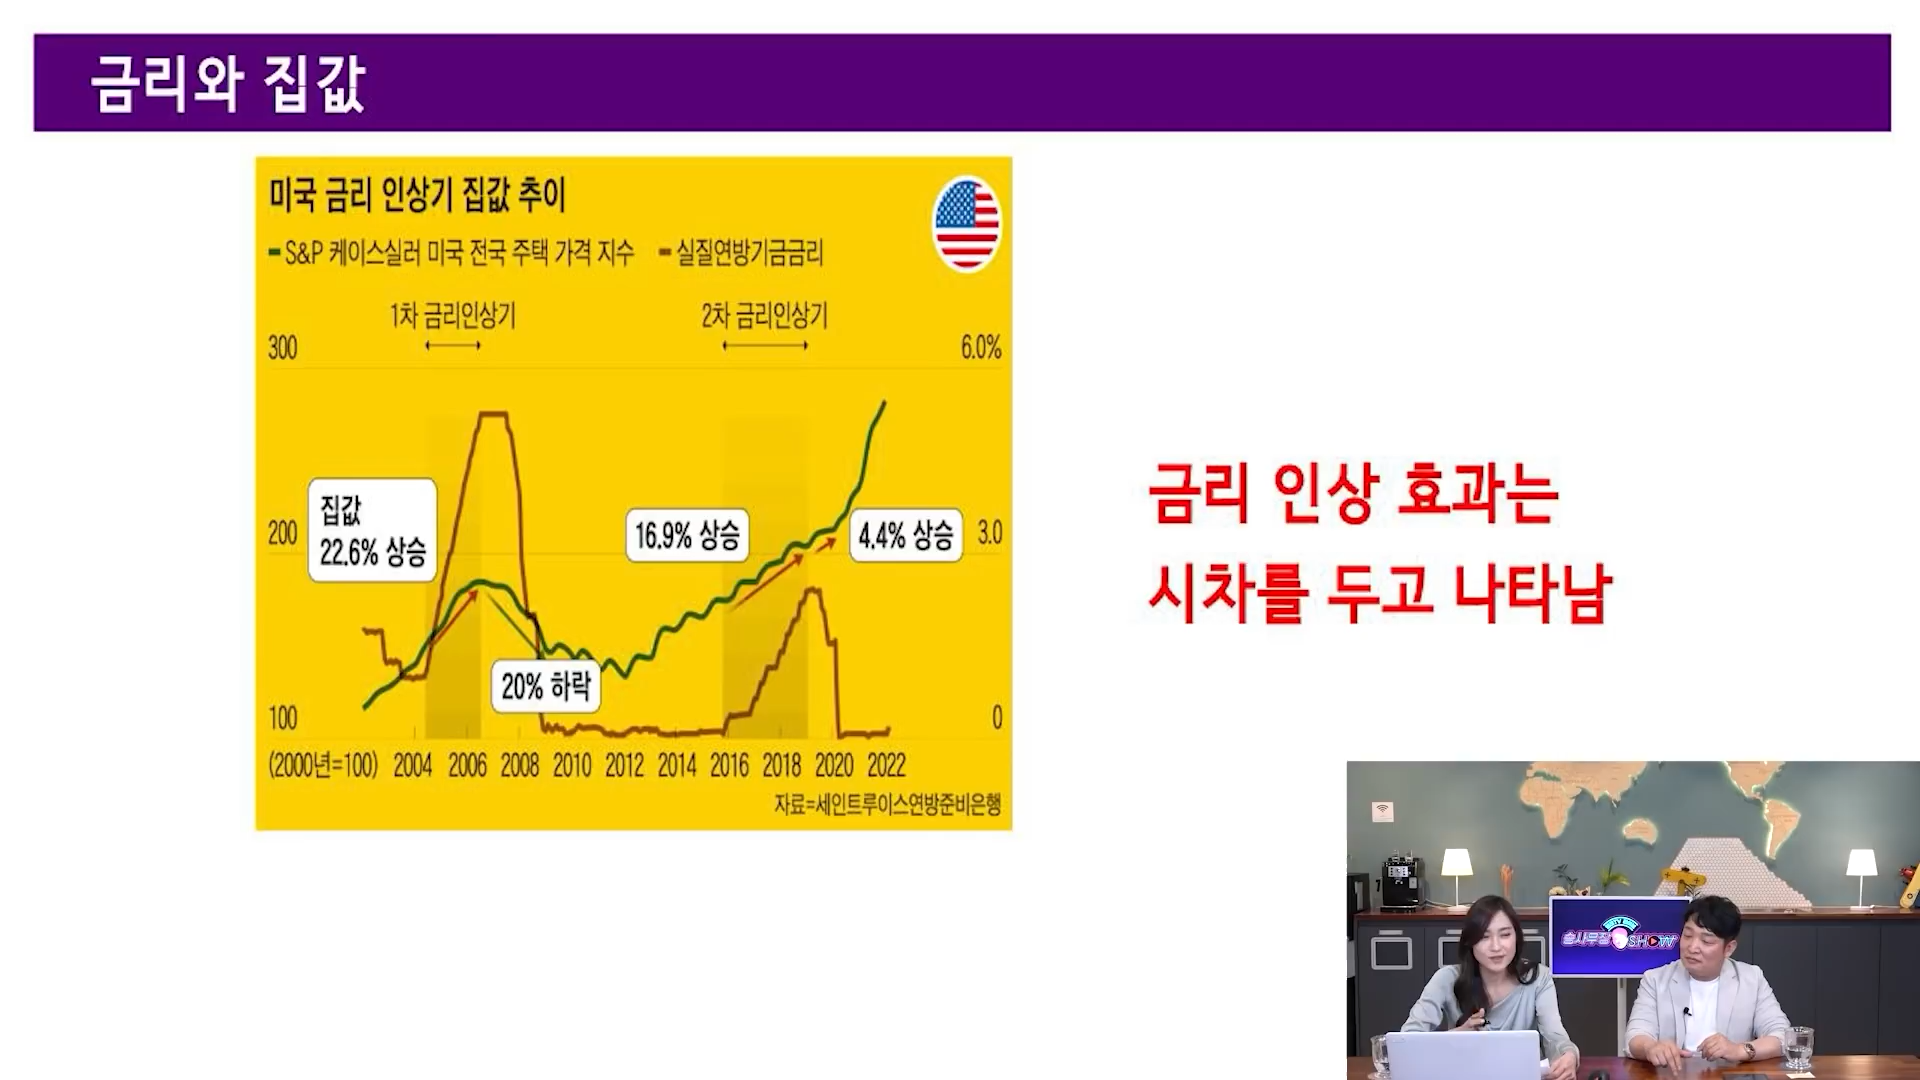 금리와 집값
미국 금리 인상기 집값 추이
S&P 케이스실러 미국 전국 주택 가격 지수 실질연방기금금리
1차 금리인상기 2차 금리인상기
300 6.0%
집값
22.6% 상승
200 16.9% 상승 4.4% 상승 3.0
20% 하락
100 0
(2000년=100) 2004 2006 2008 2010 2012 2014 2016 2018 2020 2022
자료=세인트루이스연방준비은행
금리 인상 효과는
시차를 두고 나타남
송사무장 SHOW